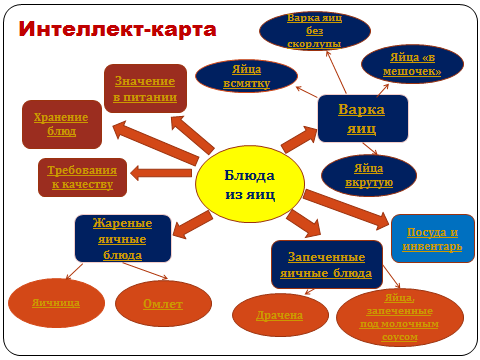 Интеллект-карта
Варка яиц
без
скорлупы
Яйца «в
мешочек»
Яйца
всмятку
Значение
в питании
Варка
яиц
Хранение
блюд
Требования
к качеству
Блюда
из яиц
Яйца
вкрутую
Жареные
яичные
блюда
Посуда и
инвентарь
Запеченные
яичные блюда
Яичница
Омлет
Драчена
Яйца,
запеченные
под молочным
соусом